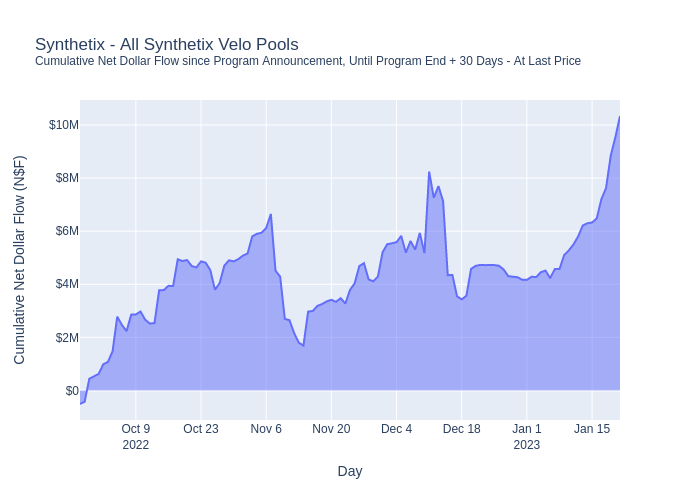 Synthetix - All Synthetix Velo Pools
Cumulative Net Dollar Flow since Program Announcement, Until Program End + 30 Days - At Last Price
Cumulative Net Dollar Flow (N$F)
$10M
$8M
$6M
$4M
$2M
$0
Oct 9 Oct 23 Nov 6 Nov 20 Dec 4 Dec 18 Jan 1 Jan 15
2022 2023
Day